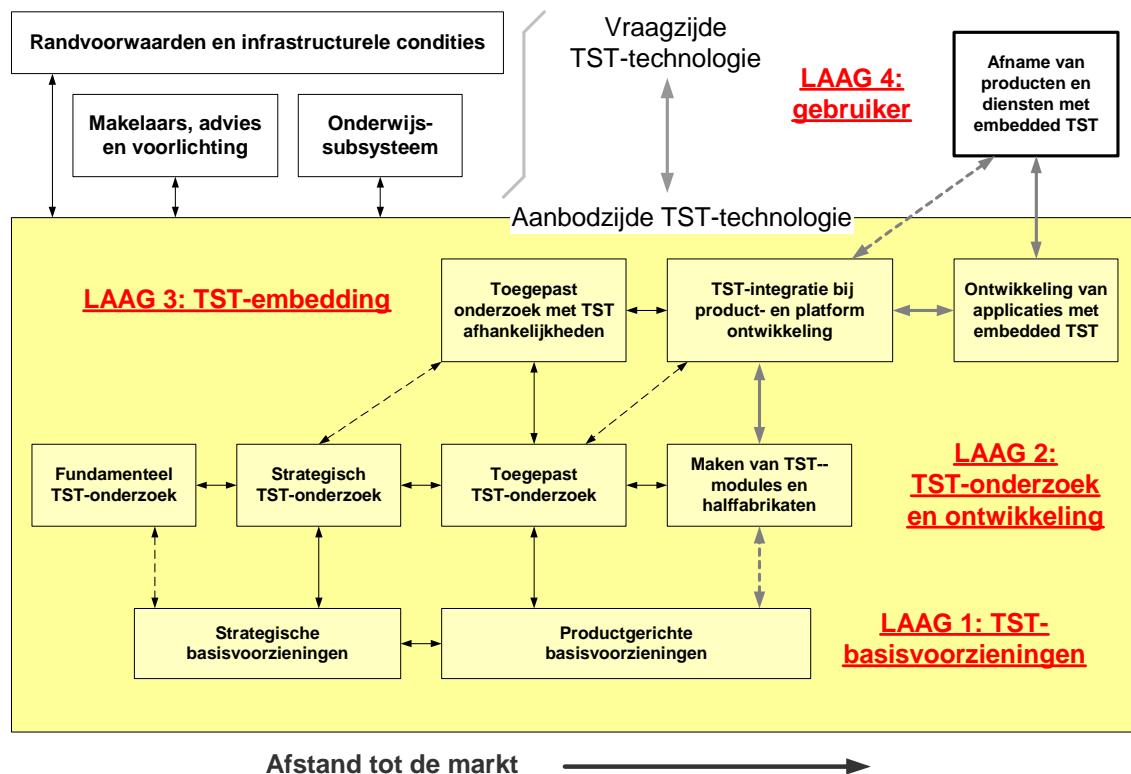 Randvoorwaarden en infrastructurele condities
Makelaars, advies
en voorlichting
Onderwijs-
subsysteem
Vraagzijde
TST-technologie
Aanbodzijde TST-technologie
LAAG 4:
gebruiker
Afname van
producten en
diensten met
embedded TST
LAAG 3: TST-embedding
Toegepast
onderzoek met TST
afhankelijkheden
TST-integratie bij
product- en platform
ontwikkeling
Ontwikkeling van
applicaties met
embedded TST
Fundamenteel
TST-onderzoek
Strategisch
TST-onderzoek
Toegepast
TST-onderzoek
Maken van TST--
modules en
halffabrikaten
LAAG 2:
TST-onderzoek
en ontwikkeling
Strategische
basisvoorzieningen
Productgerichte
basisvoorzieningen
LAAG 1: TST-
basisvoorzieningen
Afstand tot de markt